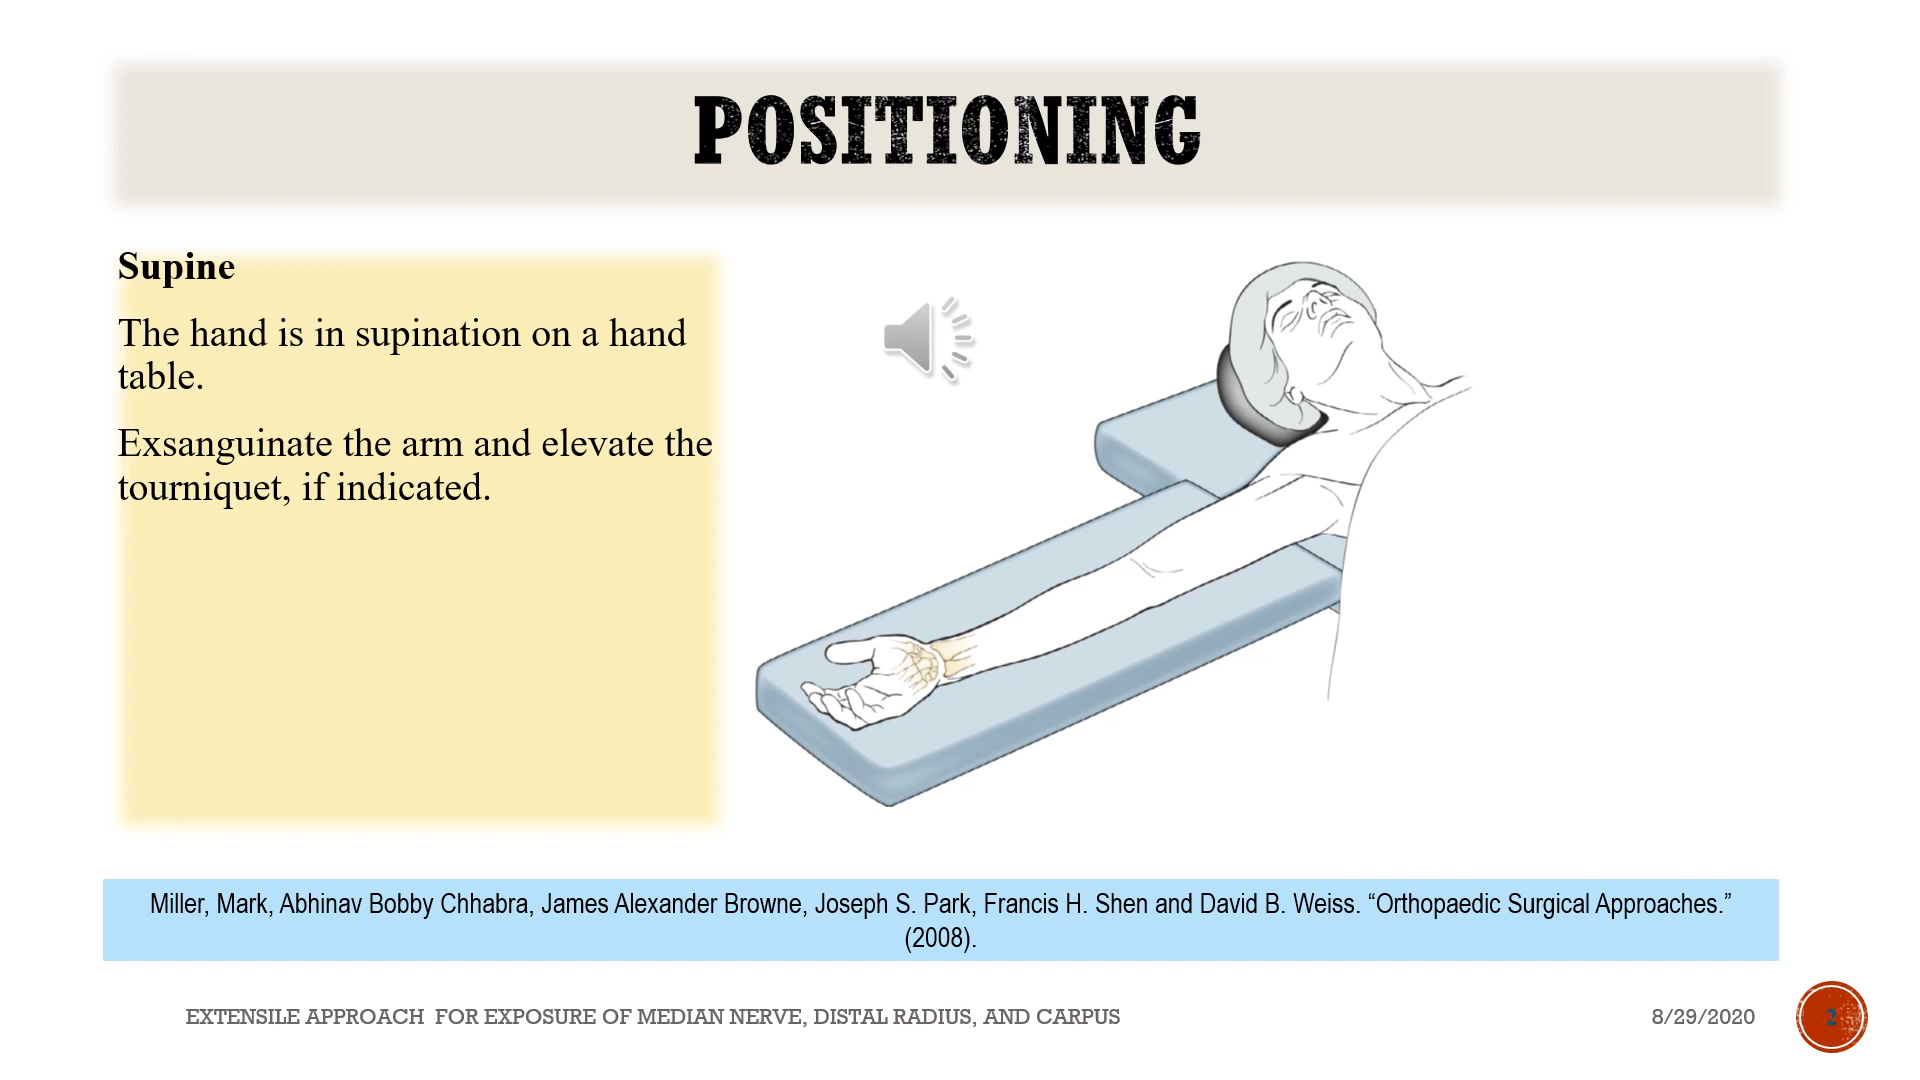 POSITIONING
Supine
The hand is in supination on a hand
table.
Exsanguinate the arm and elevate the
tourniquet, if indicated.
Miller, Mark, Abhinav Bobby Chhabra, James Alexander Browne, Joseph S. Park, Francis H. Shen and David B. Weiss. “Orthopaedic Surgical Approaches.”
(2008).
EXTENSILE APPROACH  FOR EXPOSURE OF MEDIAN NERVE, DISTAL RADIUS, AND CARPUS
8/29/2020
2